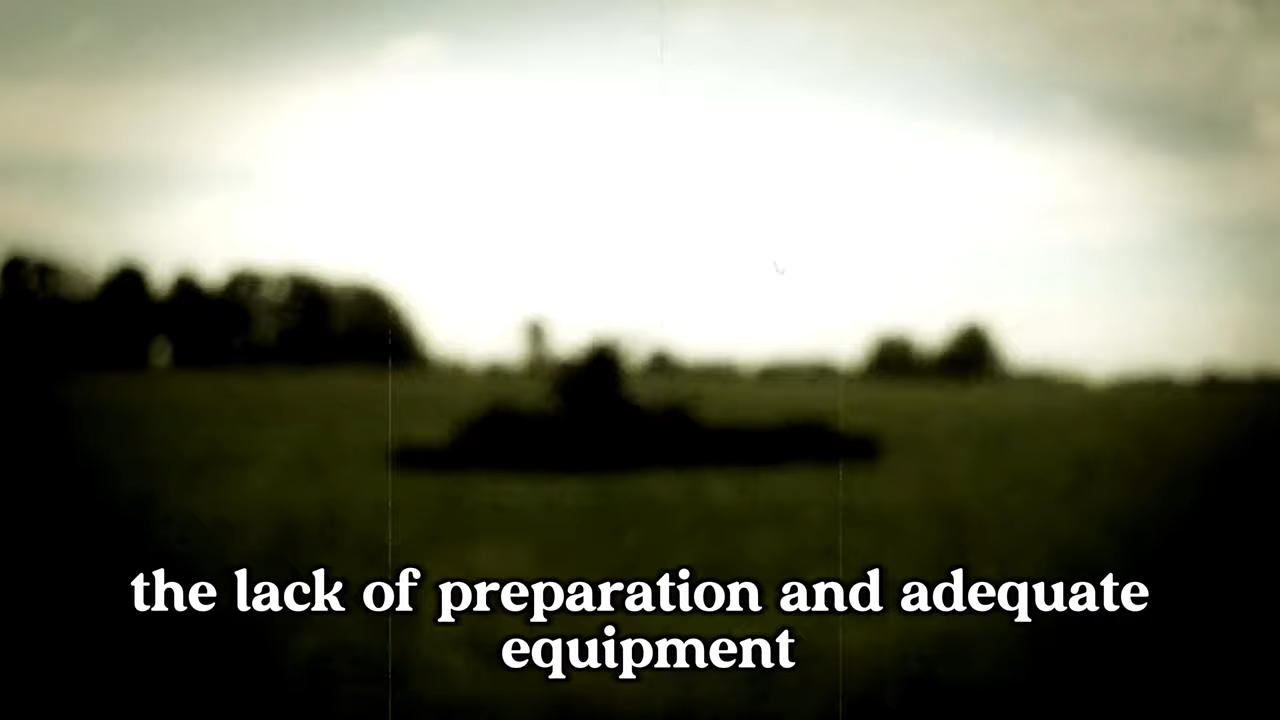 the lack of preparation and adequate
equipment